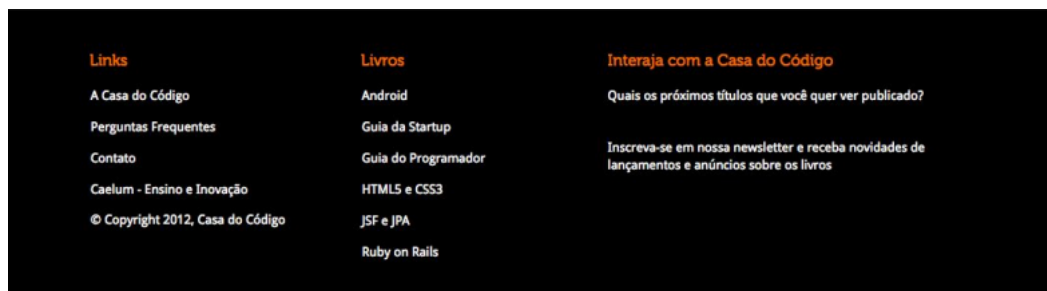 Links
A Casa do Código
Perguntas Frequentes
Contato
Caelum - Ensino e Inovação
© Copyright 2012, Casa do Código
Livros
Android
Guia da Startup
Guia do Programador
HTML5 e CSS3
JSF e JPA
Ruby on Rails
Interaja com a Casa do Código
Quais os próximos títulos que você quer ver publicado?
Inscreva-se em nossa newsletter e receba novidades de
lançamentos e anúncios sobre os livros